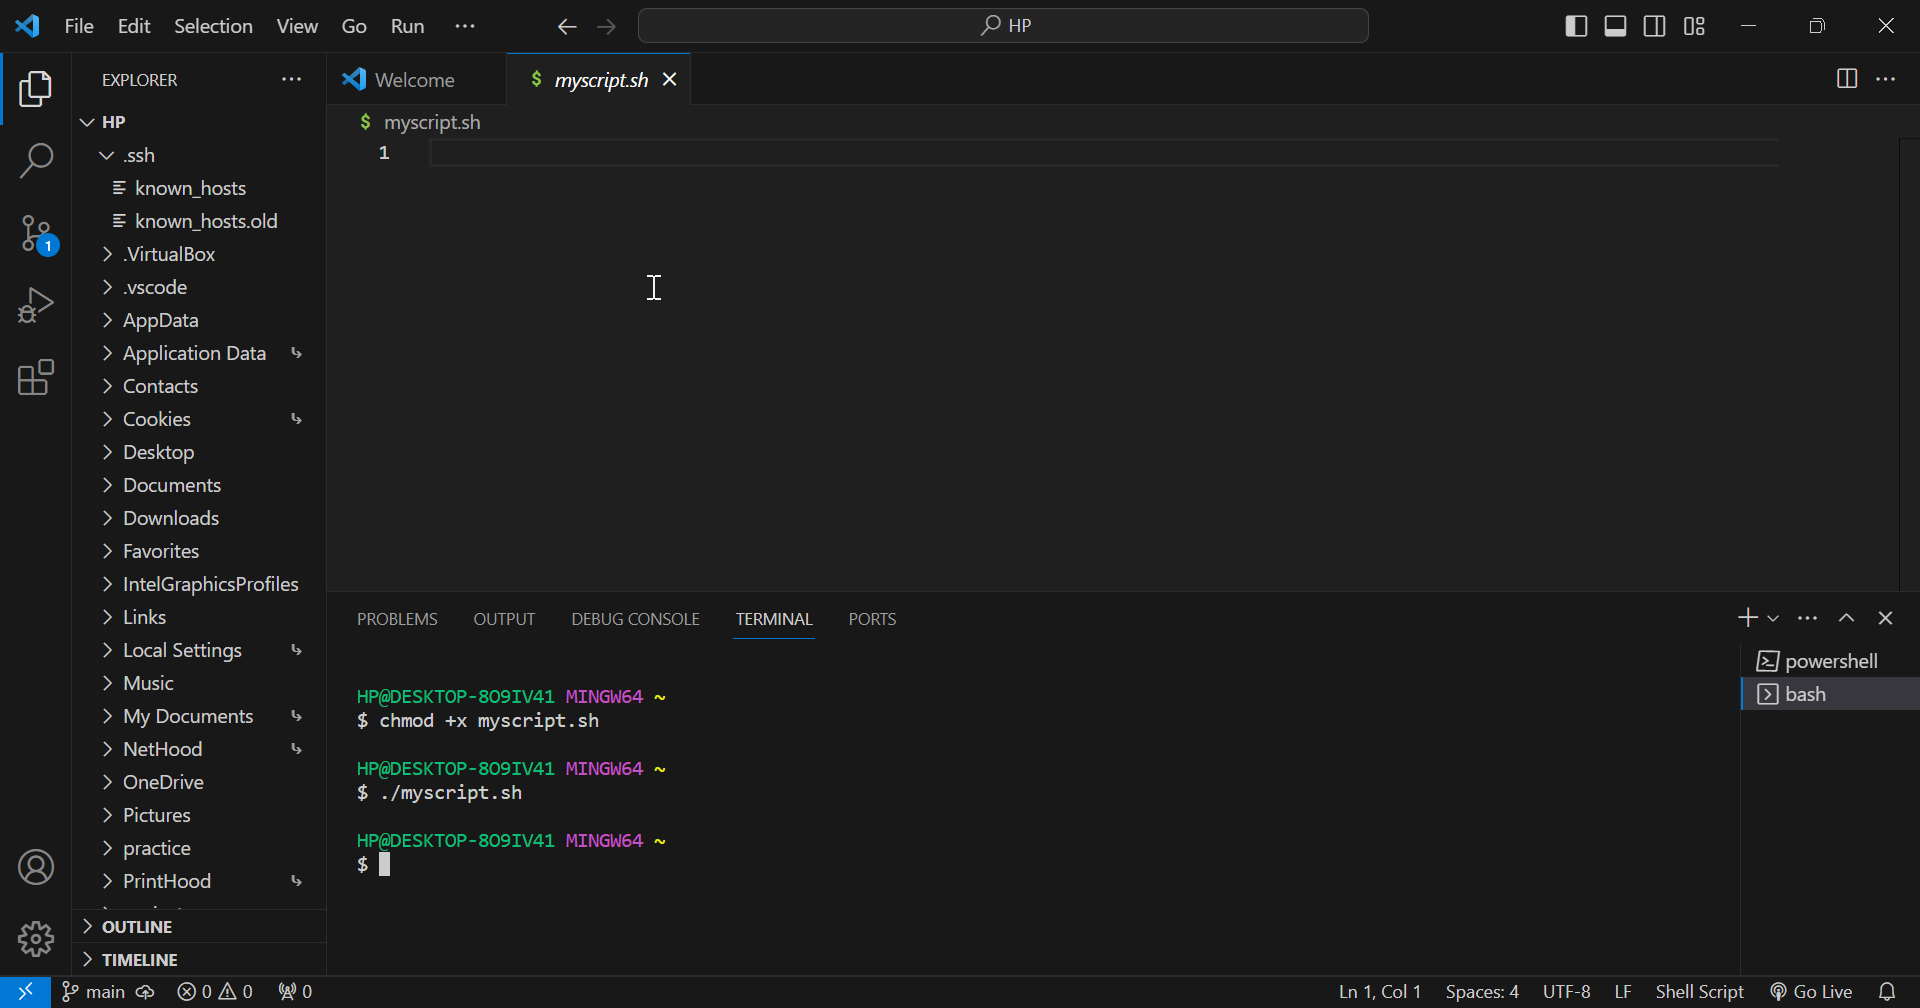 File Edit Selection View Go Run ··· HP
EXPLORER ···
Welcome $ myscript.sh
HP
$ myscript.sh
1
.ssh
known_hosts
known_hosts.old
1
.VirtualBox
.vscode
AppData
Application Data
Contacts
Cookies
Desktop
Documents
Downloads
Favorites
IntelGraphicsProfiles
Links
Local Settings
Music
My Documents
NetHood
OneDrive
Pictures
practice
PrintHood
OUTLINE
TIMELINE
PROBLEMS OUTPUT DEBUG CONSOLE TERMINAL PORTS
HP@DESKTOP-8O9IV41 MINGW64 ~
$ chmod +x myscript.sh
HP@DESKTOP-8O9IV41 MINGW64 ~
$ ./myscript.sh
HP@DESKTOP-8O9IV41 MINGW64 ~
$
powershell
bash
main 0 0 0 Ln 1, Col 1 Spaces: 4 UTF-8 LF Shell Script Go Live